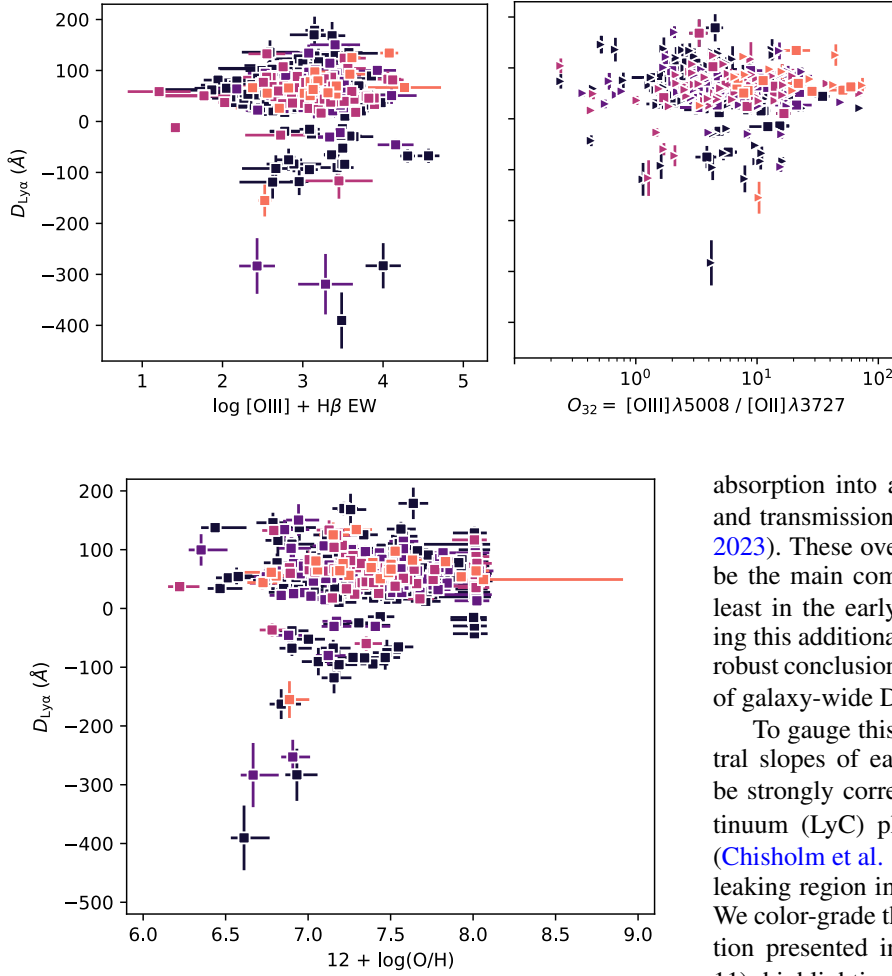 200
100
0
−100
−200
−300
−400
D_Lyα (Å)
1 2 3 4 5
log [OIII] + Hβ EW
10^0 10^1 10^2
O_32 = [OIII]λ5008 / [OII]λ3727
200
100
0
−100
−200
−300
−400
−500
D_Lyα (Å)
6.0 6.5 7.0 7.5 8.0 8.5 9.0
12 + log(O/H)
absorption into a
and transmission
2023). These ove
be the main com
least in the early
ing this additiona
robust conclusion
of galaxy-wide D
To gauge this
tral slopes of ea
be strongly corre
tinuum (LyC) pl
(Chisholm et al.
leaking region in
We color-grade th
tion presented in